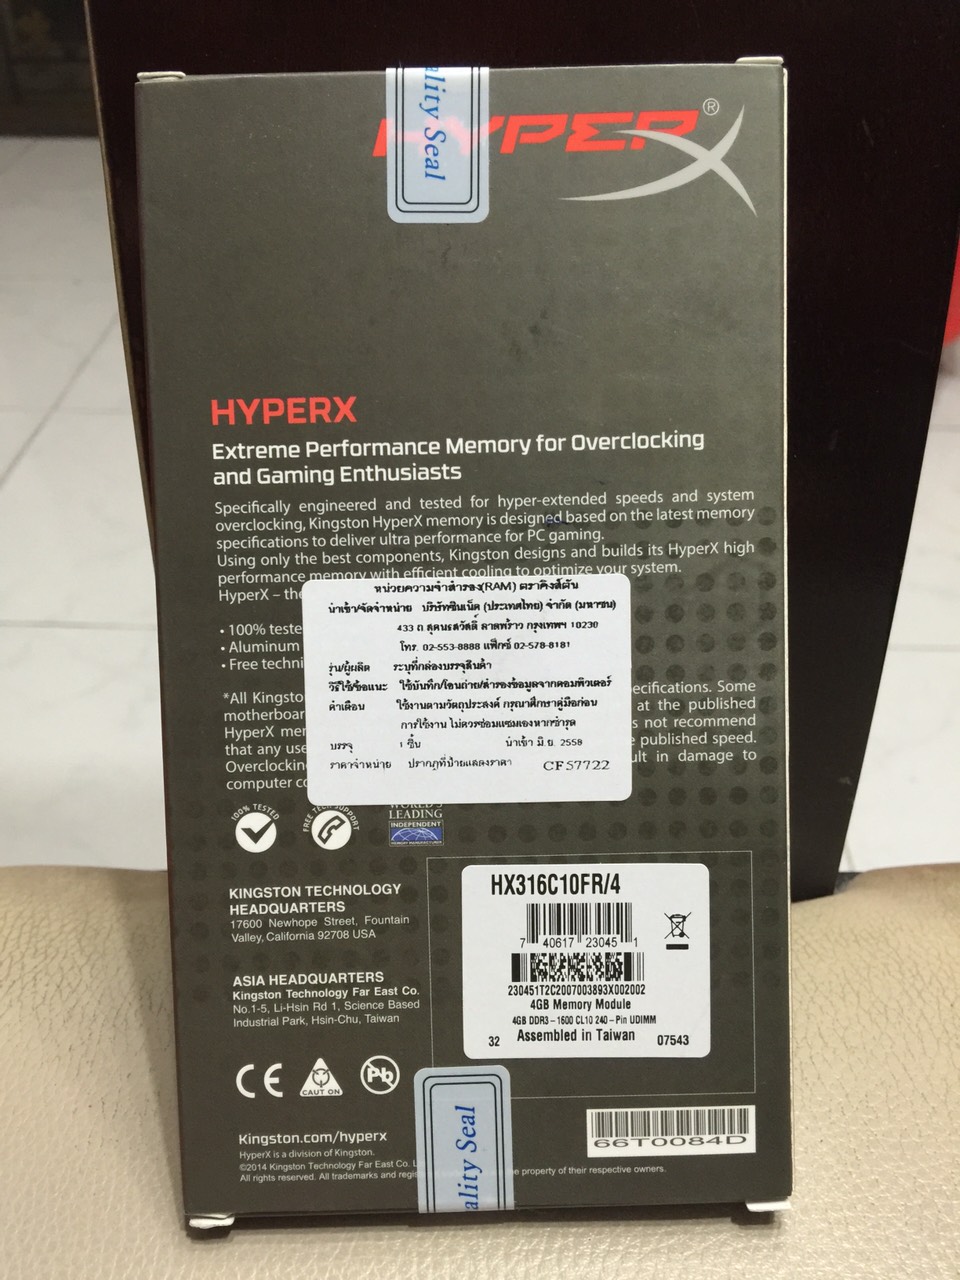 ality Seal
HYPERX®
HYPERX
Extreme Performance Memory for Overclocking
and Gaming Enthusiasts
Specifically engineered and tested for hyper-extended speeds and system
overclocking, Kingston HyperX memory is designed based on the latest memory
specifications to deliver ultra performance for PC gaming.
Using only the best components, Kingston designs and builds its HyperX high
performance memory with efficient cooling to optimize your system.
HyperX – the
• 100% teste
• Aluminum
• Free techni
*All Kingsto
motherboar
HyperX mer
that any use
Overclockin
computer co
ecifications. Some
at the published
s not recommend
e published speed.
ult in damage to
หน่วยความจำสำรอง(RAM) ตราคิงส์ตัน
นำเข้า/จัดจำหน่าย บริษัทซินเน็ค (ประเทศไทย) จำกัด (มหาชน)
433 ถ.สุคนธสวัสดิ์ ลาดพร้าว กรุงเทพฯ 10230
โทร. 02-553-8888 แฟ็กซ์ 02-578-8181
รุ่น/ผู้ผลิต ระบุที่กล่องบรรจุสินค้า
วิธีใช้/ข้อแนะ ใช้บันทึก/โอนถ่าย/สำรองข้อมูลจากคอมพิวเตอร์
คำเตือน ใช้งานตามวัตถุประสงค์ กรุณาศึกษาคู่มือก่อน
การใช้งาน ไม่ควรซ่อมแซมเองหากชำรุด
บรรจุ 1 ชิ้น นำเข้า มิ.ย. 2558
ราคาจำหน่าย ปรากฎที่ป้ายแสดงราคา CF57722
100% TESTED
FREE TECH SUPPORT
WORLD'S
LEADING
INDEPENDENT
MEMORY MANUFACTURER
KINGSTON TECHNOLOGY
HEADQUARTERS
17600 Newhope Street, Fountain
Valley, California 92708 USA
ASIA HEADQUARTERS
Kingston Technology Far East Co.
No.1-5, Li-Hsin Rd 1, Science Based
Industrial Park, Hsin-Chu, Taiwan
HX316C10FR/4
7 40617 23045 1
230451T2C2007003893X002002
4GB Memory Module
4GB DDR3-1600 CL10 240-Pin UDIMM
32 Assembled in Taiwan 07543
CE
CAUT ON
Pb
ality Seal
66T0084D
Kingston.com/hyperx
HyperX is a division of Kingston.
©2014 Kingston Technology Far East Co.
All rights reserved. All trademarks and regis
e property of their respective owners.